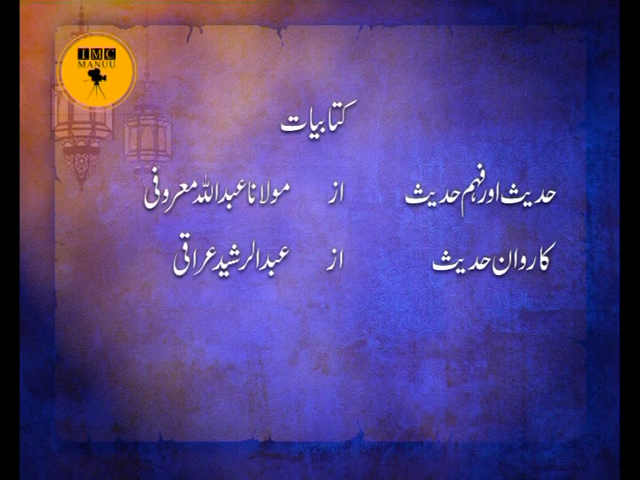 IMC
MANUU
کتابیات
حدیث اور فہم حدیث از مولانا عبداللہ معروفی
کاروان حدیث از عبدالرشید عراقی